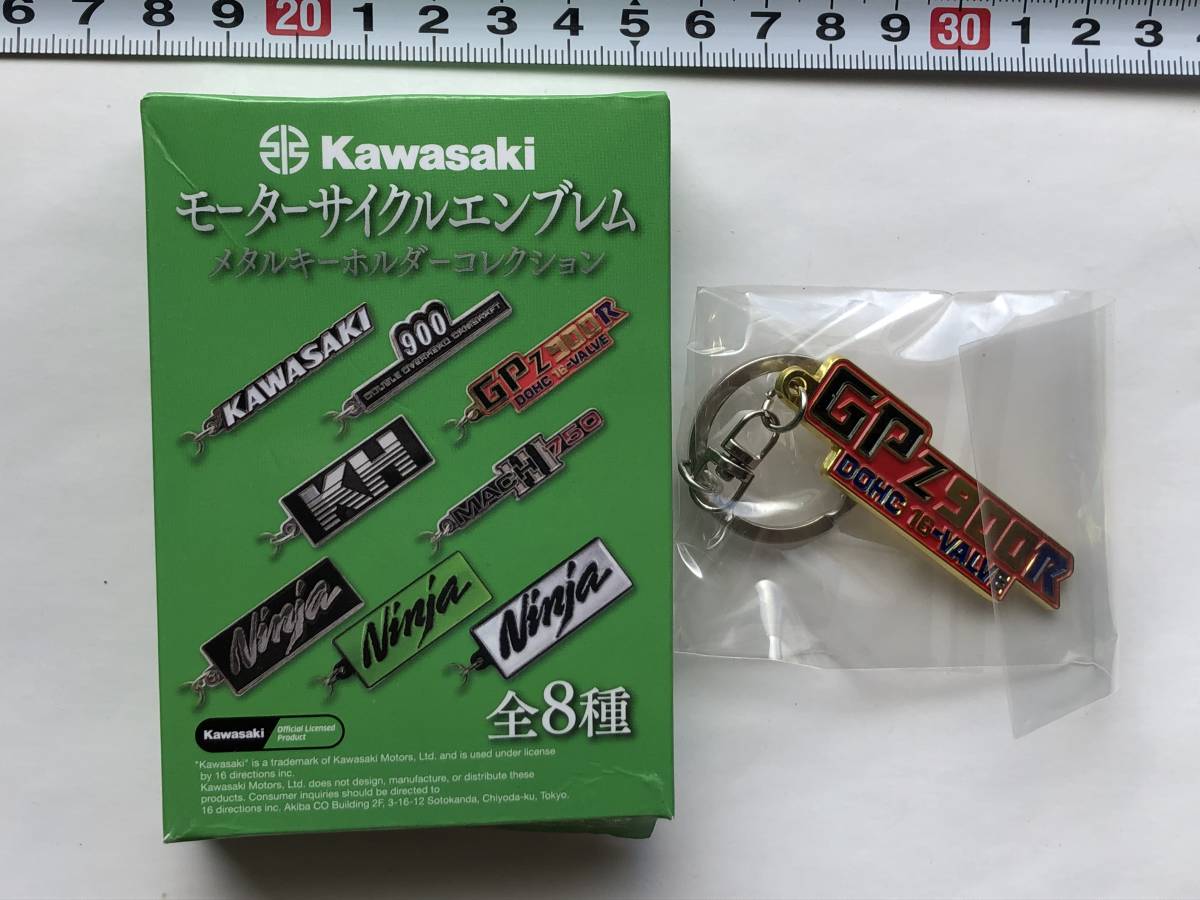 6 7 8 9 20 1 2 3 4 5 6 7 8 9 30 1 2 3
Kawasaki
モーターサイクルエンブレム
メタルキーホルダーコレクション
KAWASAKI
900
DOUBLE OVERHEAD CAMSHAFT
GPz900R
DOHC 16-VALVE
KH
MACH III 750
Ninja
Ninja
Ninja
全8種
Kawasaki
Official Licensed
Product
"Kawasaki" is a trademark of Kawasaki Motors, Ltd. and is used under license
by 16 directions inc.
Kawasaki Motors, Ltd. does not design, manufacture, or distribute these
products. Consumer inquiries should be directed to
16 directions inc. Akiba CO Building 2F, 3-16-12 Sotokanda, Chiyoda-ku, Tokyo.
GPz900R
DOHC 16-VALVE